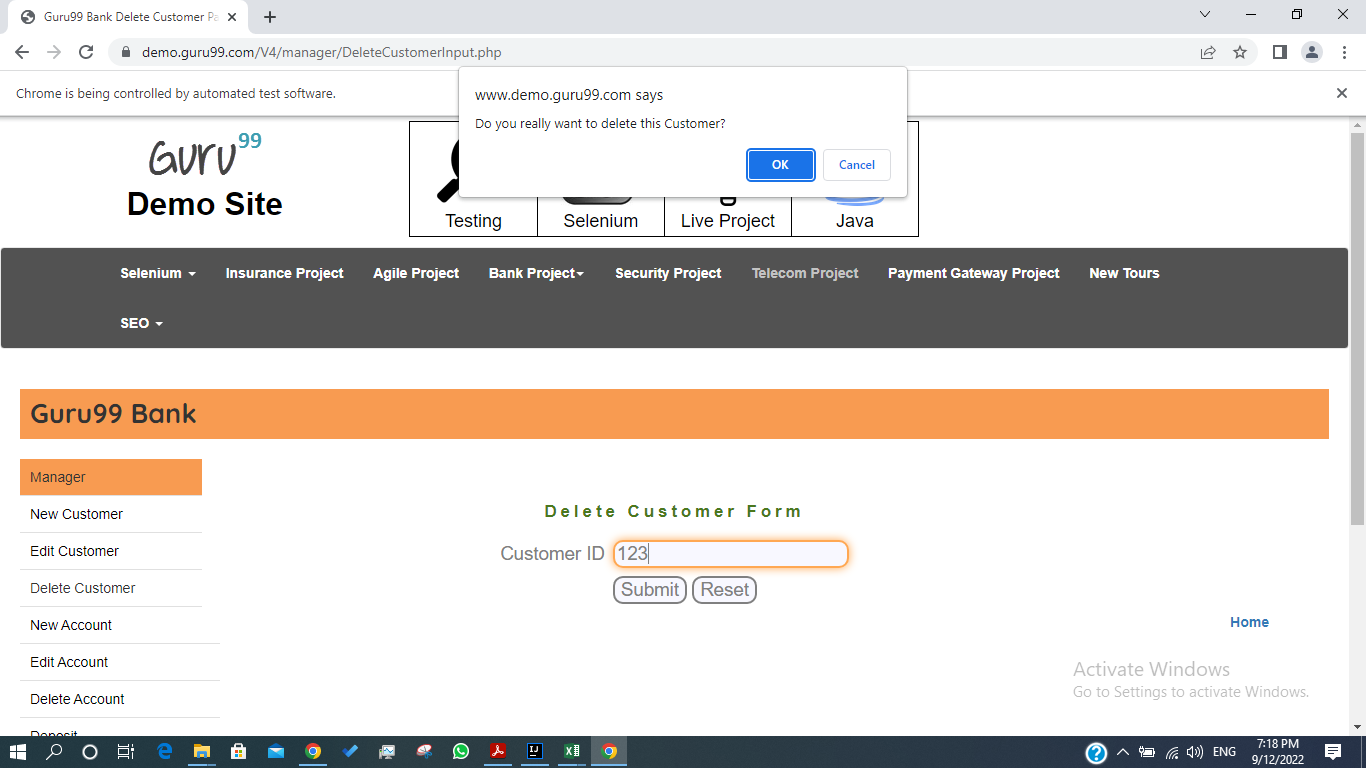 Guru99 Bank Delete Customer Pa
demo.guru99.com/V4/manager/DeleteCustomerInput.php
Chrome is being controlled by automated test software.
www.demo.guru99.com says
Do you really want to delete this Customer?
OK Cancel
Guru99
Demo Site
Testing Selenium Live Project Java
Selenium Insurance Project Agile Project Bank Project Security Project Telecom Project Payment Gateway Project New Tours
SEO
Guru99 Bank
Manager
New Customer
Edit Customer
Delete Customer
New Account
Edit Account
Delete Account
Deposit
Delete Customer Form
Customer ID 123
Submit Reset
Home
Activate Windows
Go to Settings to activate Windows.
ENG
7:18 PM
9/12/2022